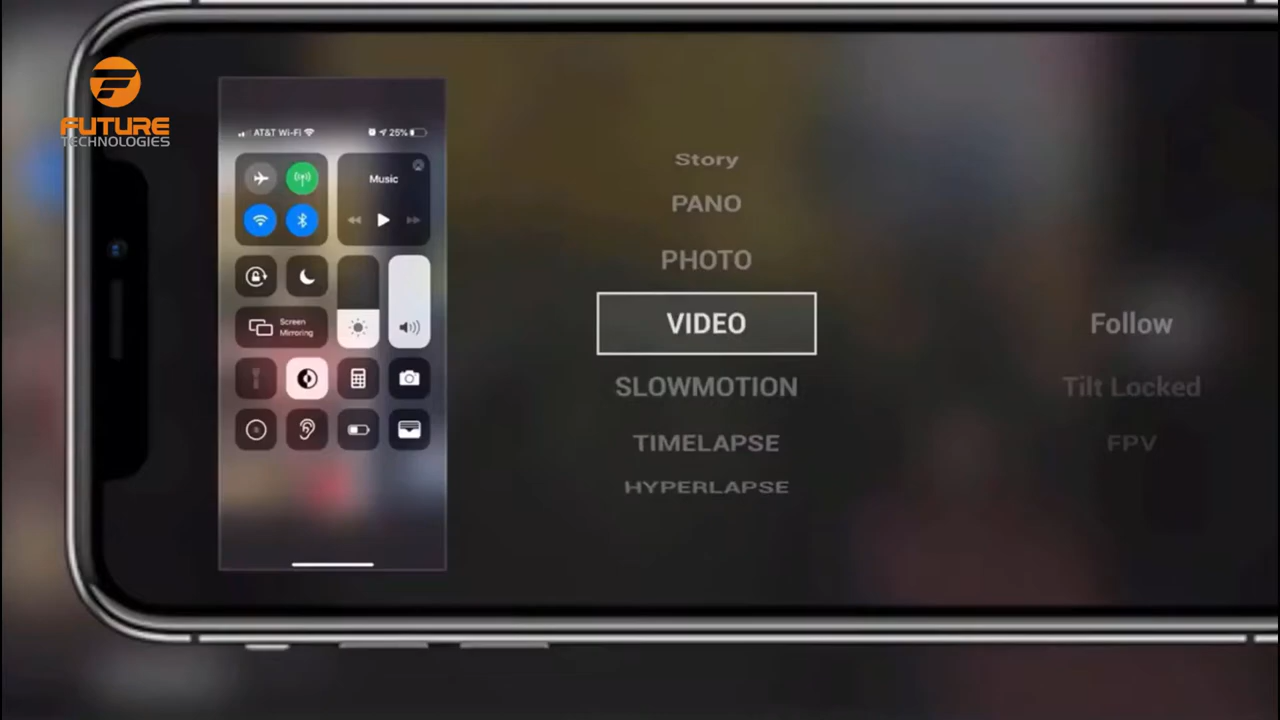 FUTURE
TECHNOLOGIES
AT&T Wi-Fi
25%
Music
Screen
Mirroring
Story
PANO
PHOTO
VIDEO
SLOWMOTION
TIMELAPSE
HYPERLAPSE
Follow
Tilt Locked
FPV